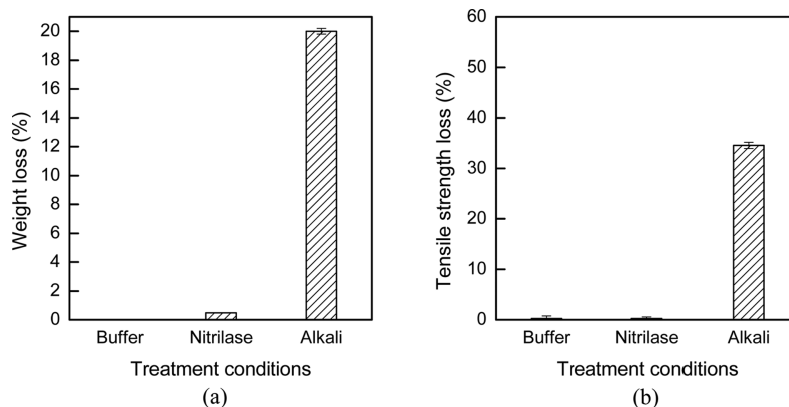 Weight loss (%)
20
18
16
14
12
10
8
6
4
2
0
Buffer Nitrilase Alkali
Treatment conditions
(a)
Tensile strength loss (%)
60
50
40
30
20
10
0
Buffer Nitrilase Alkali
Treatment conditions
(b)